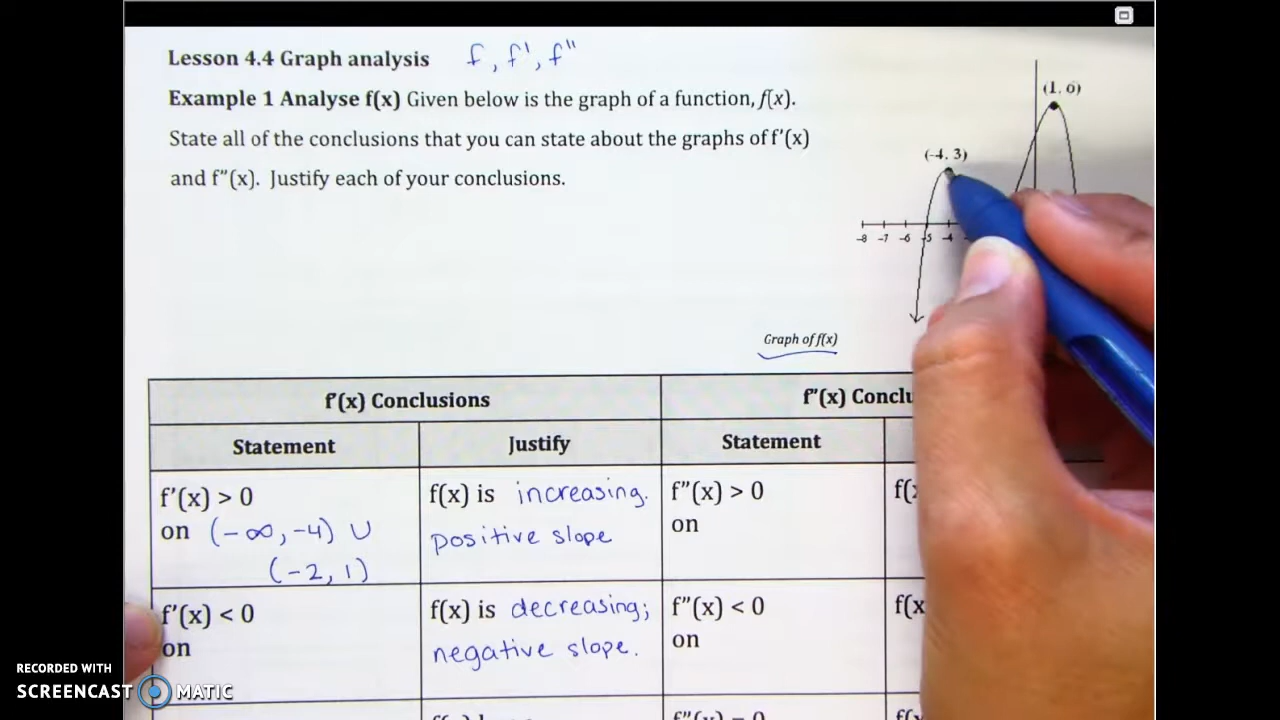 Lesson 4.4 Graph analysis f, f', f"
Example 1 Analyse f(x) Given below is the graph of a function, f(x).
State all of the conclusions that you can state about the graphs of f'(x)
and f"(x). Justify each of your conclusions.
(1, 6)
(-4, 3)
-8 -7 -6 -5 -4
Graph of f(x)
f'(x) Conclusions
Statement
Justify
Statement
f'(x) > 0
on (-∞, -4) ∪
(-2, 1)
f(x) is increasing.
positive slope
f"(x) > 0
on
f'(x) < 0
on
f(x) is decreasing;
negative slope.
f"(x) < 0
on
RECORDED WITH
SCREENCAST MATIC